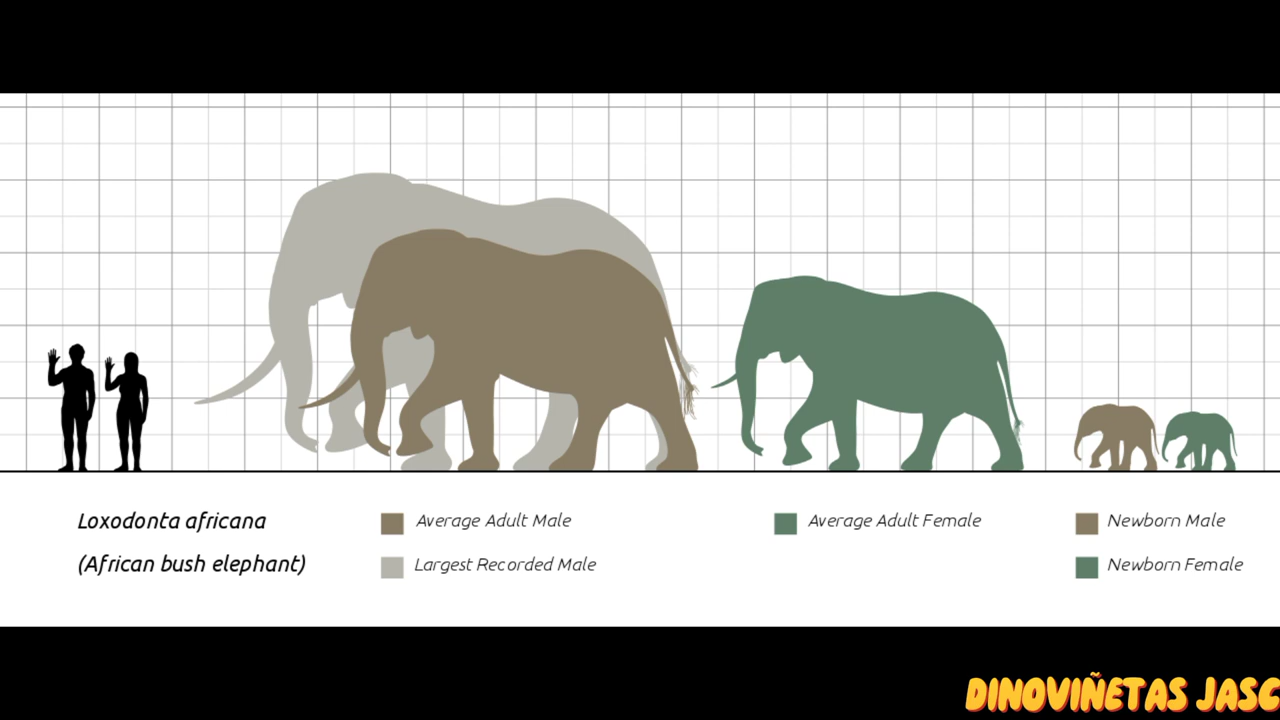 Loxodonta africana
(African bush elephant)
Average Adult Male
Largest Recorded Male
Average Adult Female
Newborn Male
Newborn Female
DINOVIÑETAS JASC